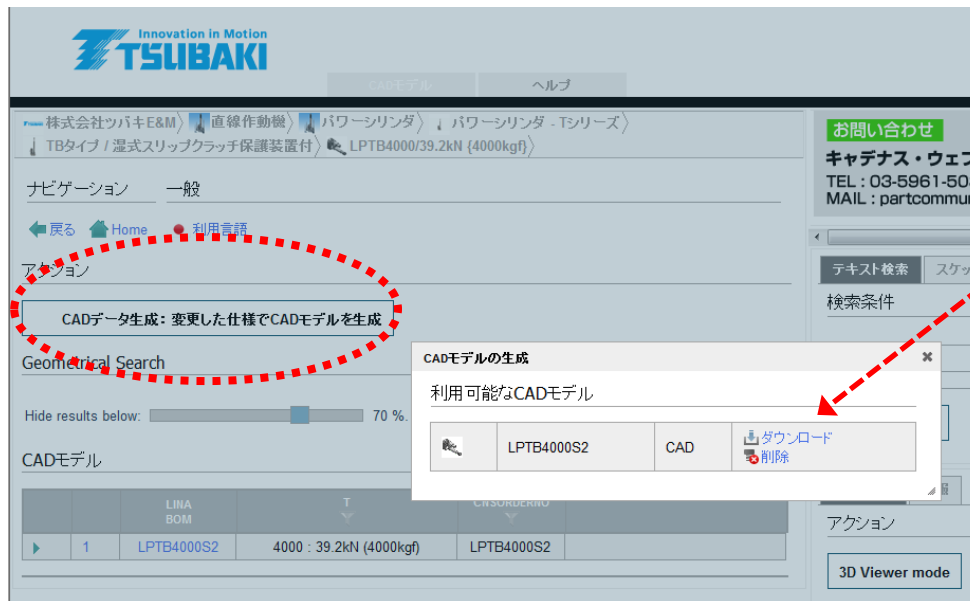 Innovation in Motion
TSUBAKI
CADモデル
ヘルプ
株式会社ツバキE&M〉直線作動機〉パワーシリンダ〉パワーシリンダ - Tシリーズ〉
TBタイプ / 湿式スリップクラッチ保護装置付〉LPTB4000/39.2kN {4000kgf}〉
ナビゲーション 一般
戻る Home 利用言語
アクション
CADデータ生成：変更した仕様でCADモデルを生成
Geometrical Search
Hide results below: 70 %.
CADモデル
LINA
BOM
T
CNSORDERNO
1 LPTB4000S2 4000 : 39.2kN (4000kgf) LPTB4000S2
CADモデルの生成
利用可能なCADモデル
LPTB4000S2 CAD ダウンロード
削除
お問い合わせ
キャデナス・ウェブ
TEL : 03-5961-50
MAIL : partcommu
テキスト検索 スケッ
検索条件
アクション
3D Viewer mode